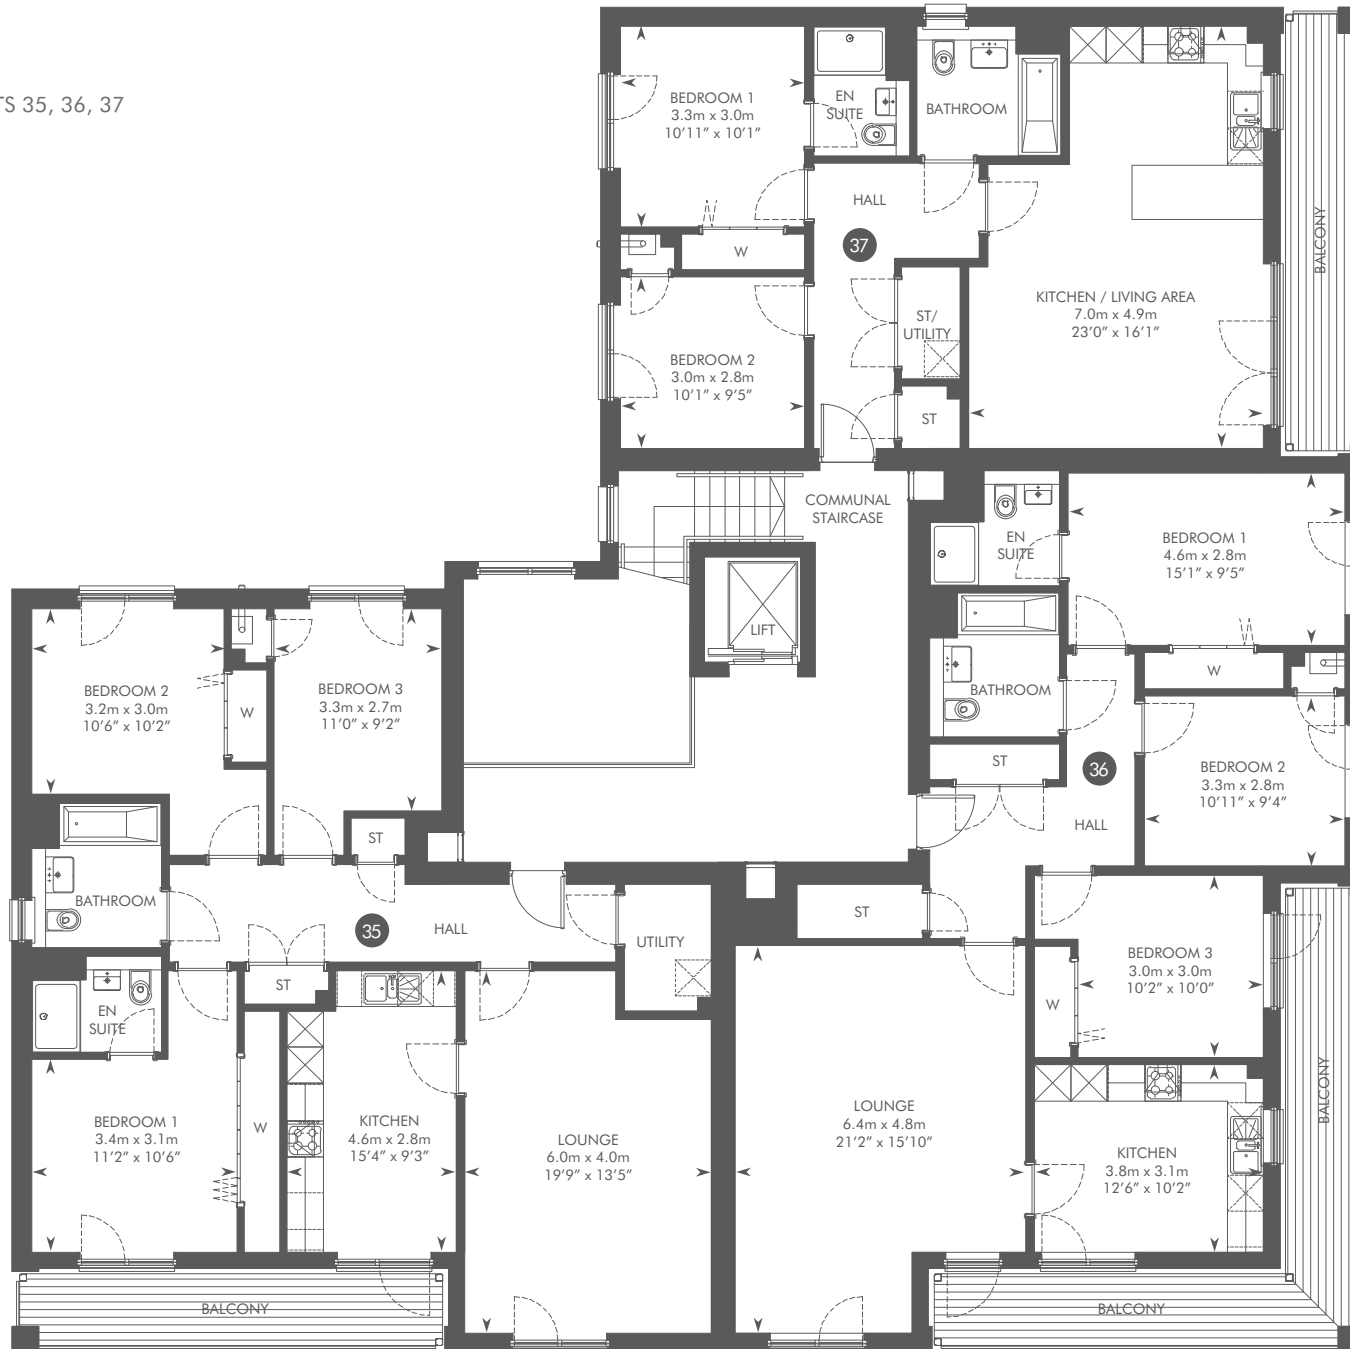 TS 35, 36, 37
BEDROOM 1
3.3m x 3.0m
10'11" x 10'1"
EN
SUITE
BATHROOM
HALL
37
W
BEDROOM 2
3.0m x 2.8m
10'1" x 9'5"
ST/
UTILITY
ST
KITCHEN / LIVING AREA
7.0m x 4.9m
23'0" x 16'1"
BALCONY
COMMUNAL
STAIRCASE
LIFT
EN
SUITE
BEDROOM 1
4.6m x 2.8m
15'1" x 9'5"
BATHROOM
W
ST
36
HALL
BEDROOM 2
3.3m x 2.8m
10'11" x 9'4"
ST
BEDROOM 3
3.0m x 3.0m
10'2" x 10'0"
W
LOUNGE
6.4m x 4.8m
21'2" x 15'10"
KITCHEN
3.8m x 3.1m
12'6" x 10'2"
BALCONY
BALCONY
BEDROOM 2
3.2m x 3.0m
10'6" x 10'2"
W
BEDROOM 3
3.3m x 2.7m
11'0" x 9'2"
ST
BATHROOM
35
HALL
UTILITY
ST
EN
SUITE
BEDROOM 1
3.4m x 3.1m
11'2" x 10'6"
W
KITCHEN
4.6m x 2.8m
15'4" x 9'3"
LOUNGE
6.0m x 4.0m
19'9" x 13'5"
BALCONY